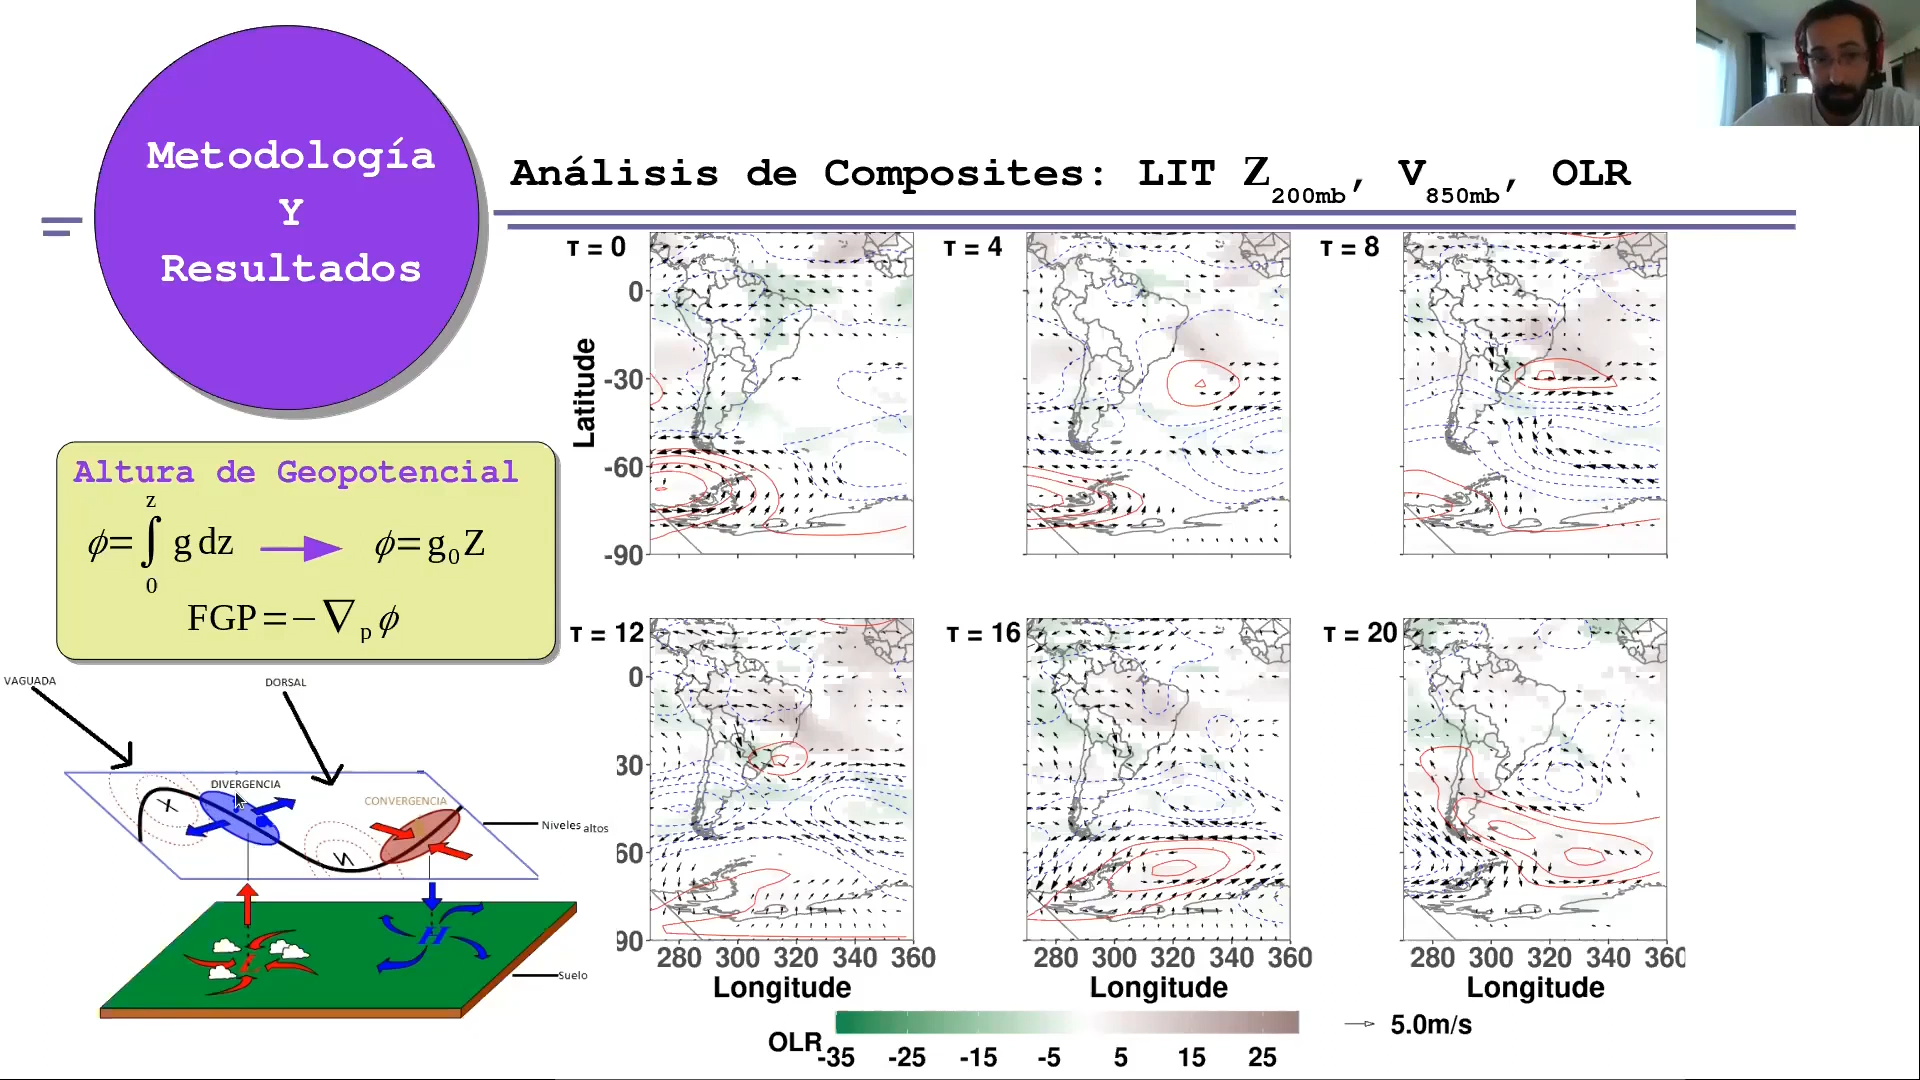 Metodología
Y
Resultados
Análisis de Composites: LIT Z200mb, V850mb, OLR
Altura de Geopotencial
ϕ=∫0z g dz → ϕ=g0Z
FGP=−∇p ϕ
VAGUADA
DORSAL
DIVERGENCIA
CONVERGENCIA
Niveles altos
L
H
Suelo
τ = 0
τ = 4
τ = 8
Latitude
0
-30
-60
-90
τ = 12
τ = 16
τ = 20
0
30
60
90
280 300 320 340 360
280 300 320 340 360
280 300 320 340 360
Longitude
Longitude
Longitude
OLR
-35 -25 -15 -5 5 15 25
5.0m/s